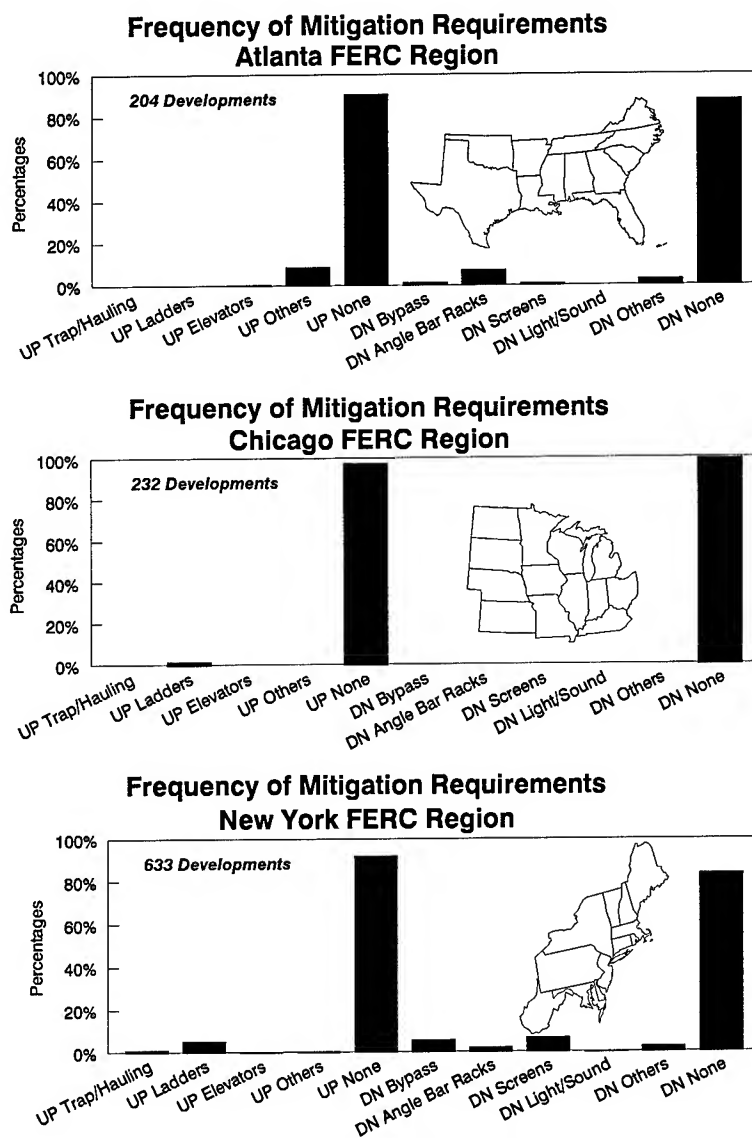 Frequency of Mitigation Requirements
Atlanta FERC Region
100%
80%
60%
40%
20%
0%
Percentages
204 Developments
UP Trap/Hauling
UP Ladders
UP Elevators
UP Others
UP None
DN Bypass
DN Angle Bar Racks
DN Screens
DN Light/Sound
DN Others
DN None
Frequency of Mitigation Requirements
Chicago FERC Region
100%
80%
60%
40%
20%
0%
Percentages
232 Developments
UP Trap/Hauling
UP Ladders
UP Elevators
UP Others
UP None
DN Bypass
DN Angle Bar Racks
DN Screens
DN Light/Sound
DN Others
DN None
Frequency of Mitigation Requirements
New York FERC Region
100%
80%
60%
40%
20%
0%
Percentages
633 Developments
UP Trap/Hauling
UP Ladders
UP Elevators
UP Others
UP None
DN Bypass
DN Angle Bar Racks
DN Screens
DN Light/Sound
DN Others
DN None